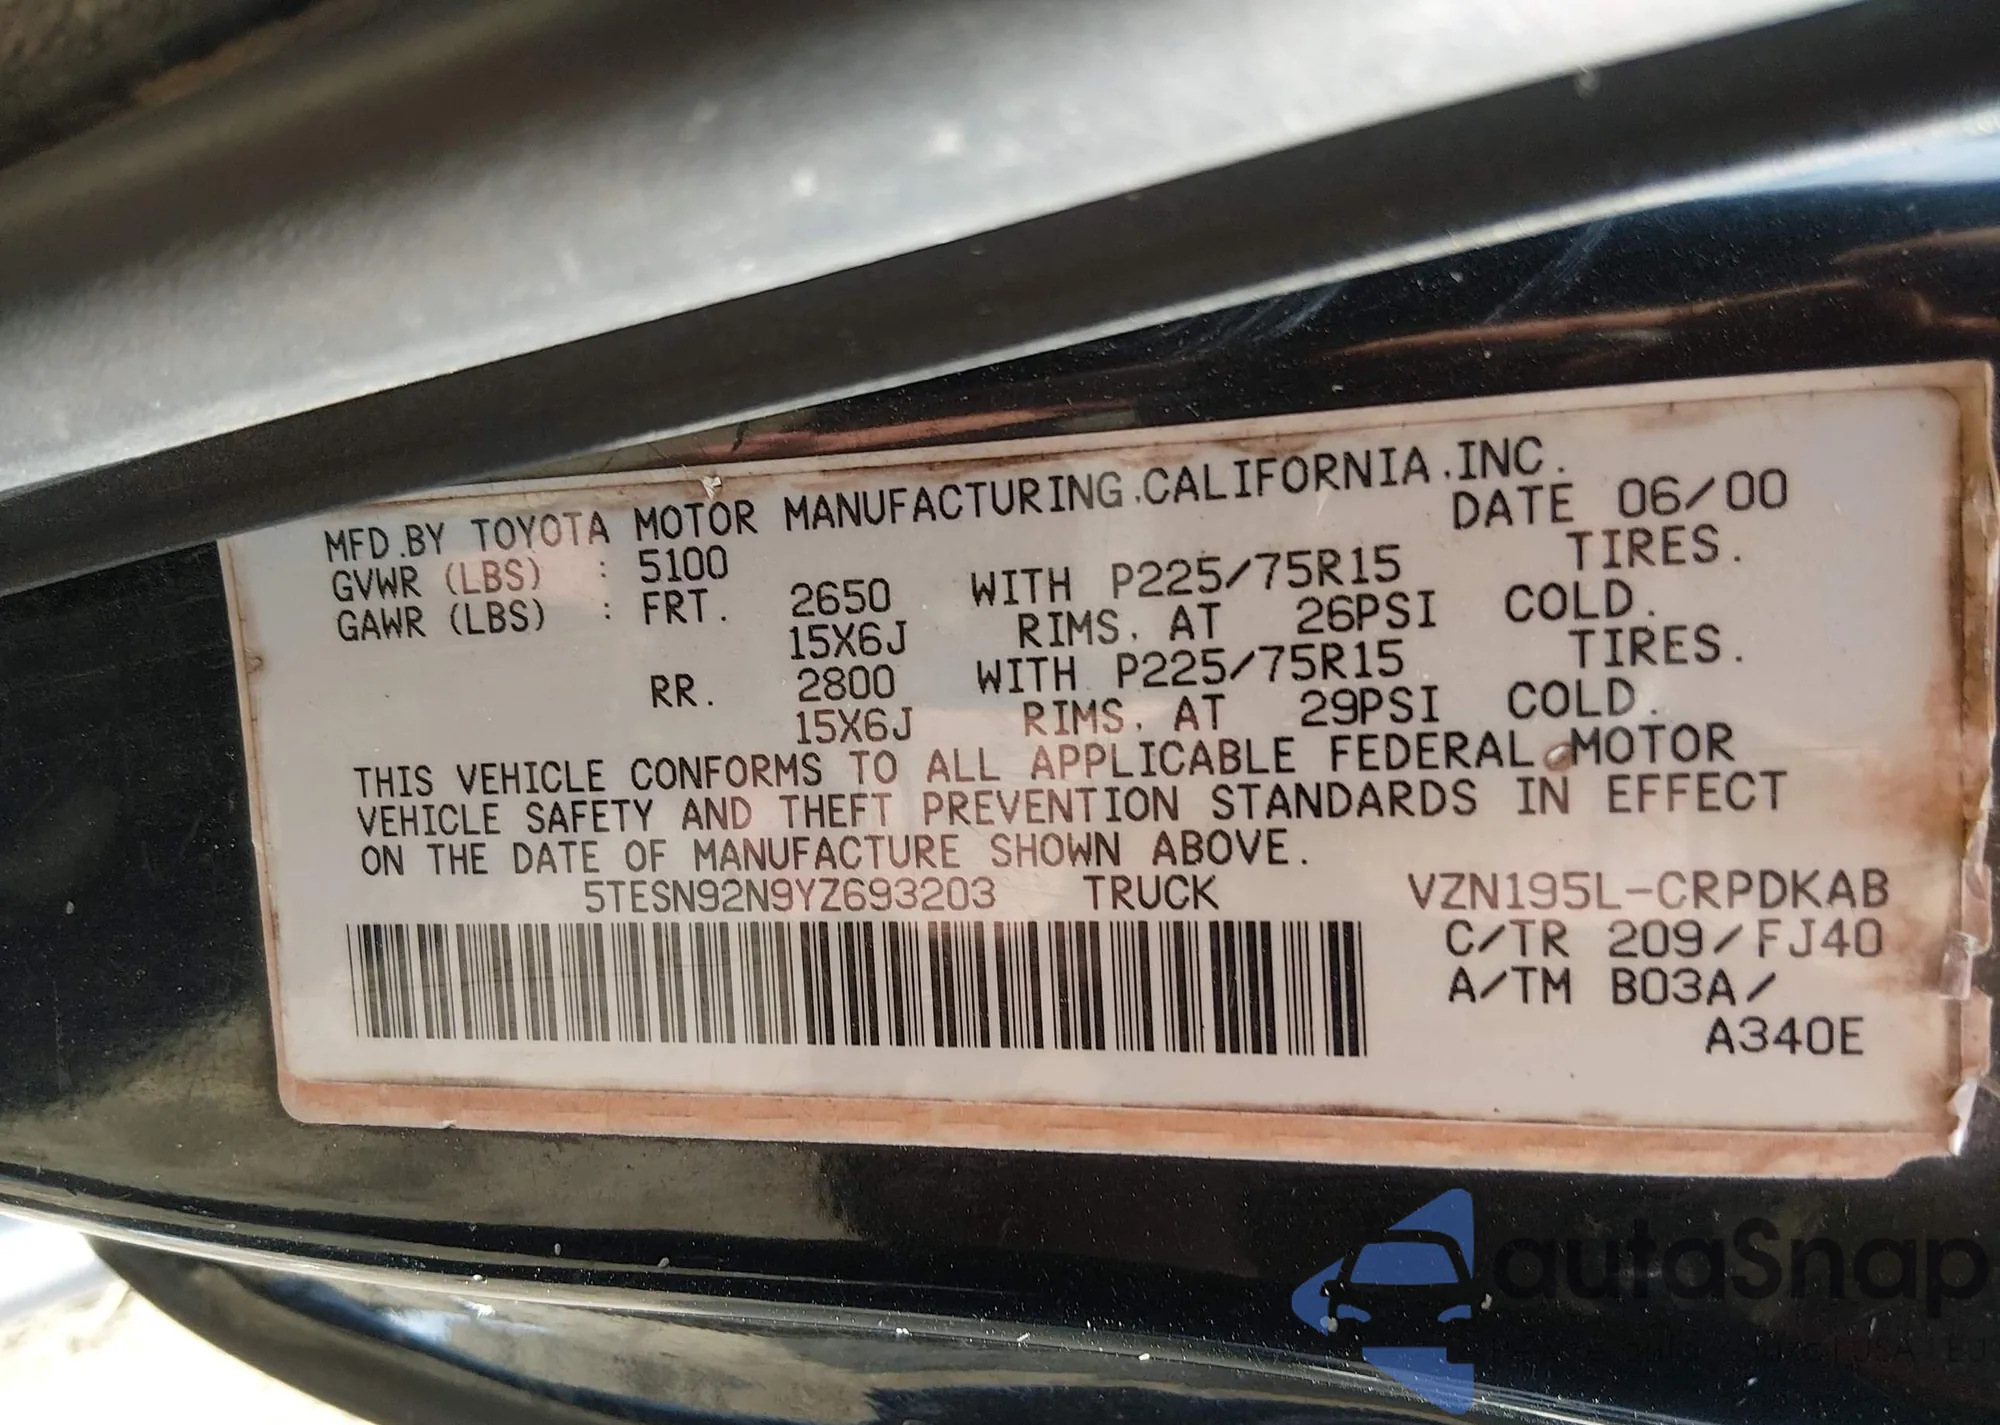 MFD.BY TOYOTA MOTOR MANUFACTURING.CALIFORNIA.INC.
DATE 06/00
GVWR (LBS) : 5100
GAWR (LBS) : FRT. 2650 WITH P225/75R15 TIRES.
15X6J RIMS. AT 26PSI COLD.
RR. 2800 WITH P225/75R15 TIRES.
15X6J RIMS. AT 29PSI COLD.
THIS VEHICLE CONFORMS TO ALL APPLICABLE FEDERAL MOTOR
VEHICLE SAFETY AND THEFT PREVENTION STANDARDS IN EFFECT
ON THE DATE OF MANUFACTURE SHOWN ABOVE.
5TESN92N9YZ693203 TRUCK VZN195L-CRPDKAB
C/TR 209/FJ40
A/TM B03A/
A340E
autaSnap
USA